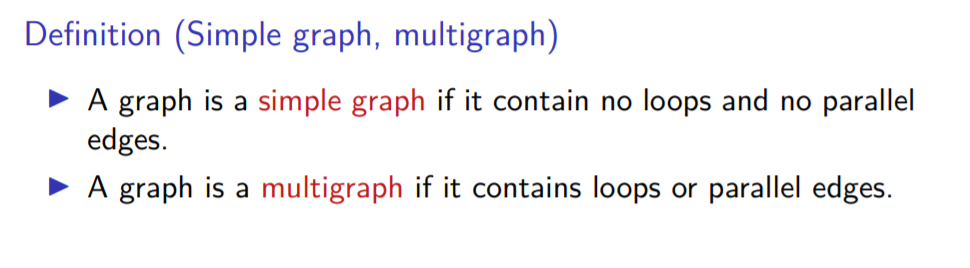 Definition (Simple graph, multigraph)
▶ A graph is a simple graph if it contain no loops and no parallel
edges.
▶ A graph is a multigraph if it contains loops or parallel edges.